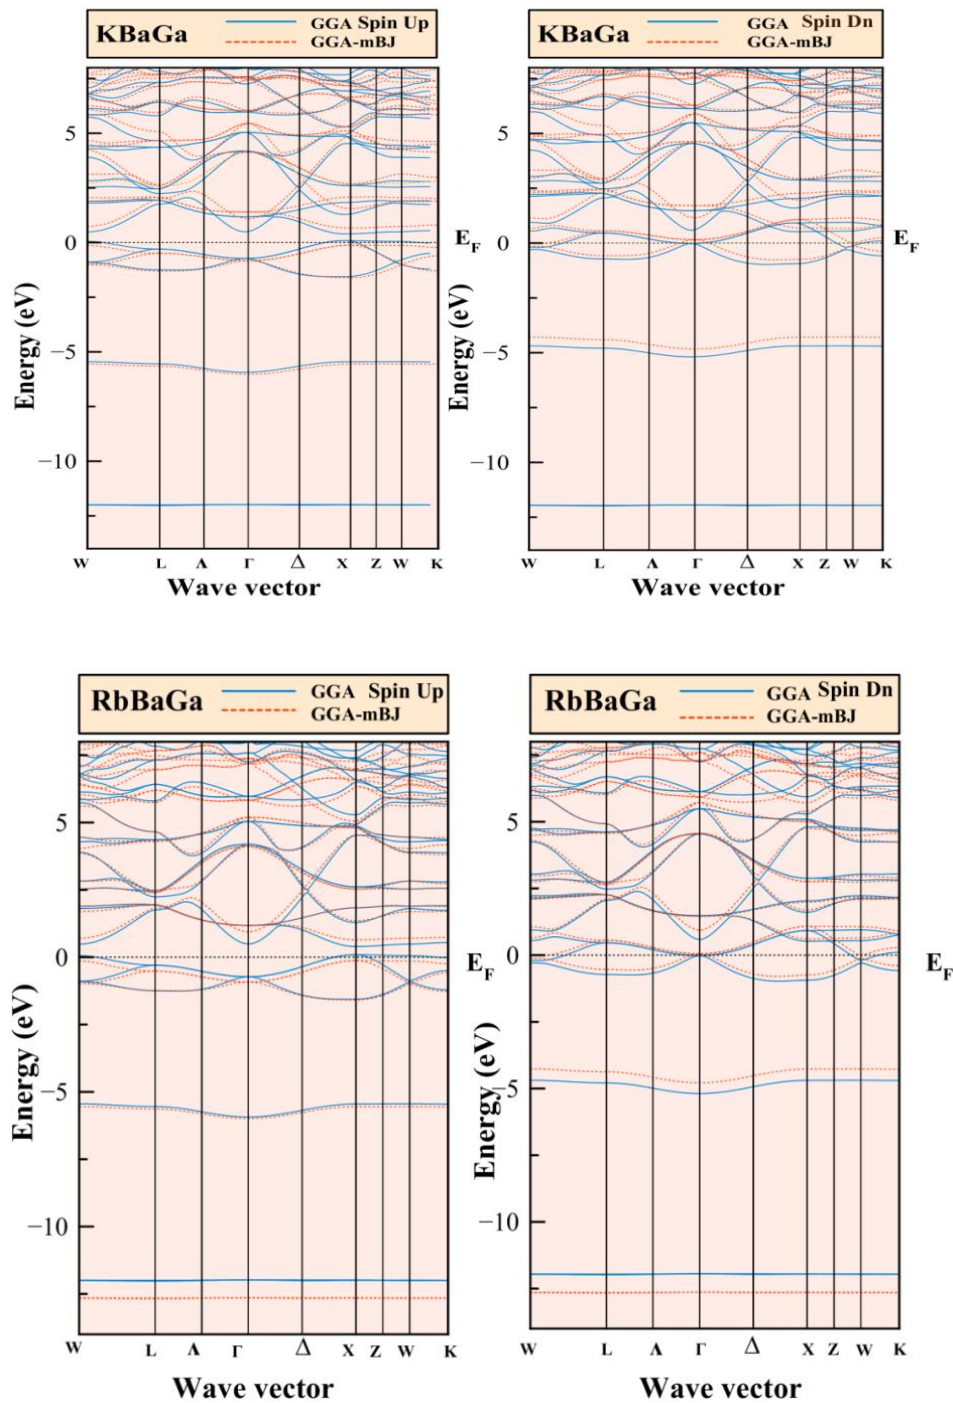 KBaGa
GGA Spin Up
GGA-mBJ
5
0
−5
−10
Energy (eV)
E_F
W L Λ Γ Δ X Z W K
Wave vector
KBaGa
GGA Spin Dn
GGA-mBJ
5
0
−5
−10
Energy (eV)
E_F
W L Λ Γ Δ X Z W K
Wave vector
RbBaGa
GGA Spin Up
GGA-mBJ
5
0
−5
−10
Energy (eV)
E_F
W L Λ Γ Δ X Z W K
Wave vector
RbBaGa
GGA Spin Dn
GGA-mBJ
5
0
−5
−10
Energy (eV)
E_F
W L Λ Γ Δ X Z W K
Wave vector